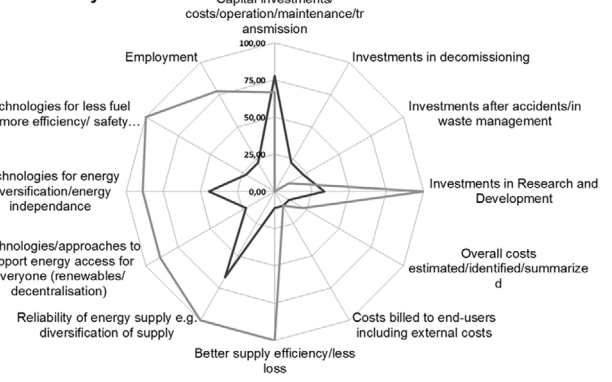 Capital investments/
costs/operation/maintenance/tr
ansmission
100,00
Employment
Investments in decomissioning
75,00
chnologies for less fuel
more efficiency/ safety…
Investments after accidents/in
waste management
50,00
25,00
chnologies for energy
versification/energy
independance
0,00
Investments in Research and
Development
hnologies/approaches to
pport energy access for
veryone (renewables/
decentralisation)
Overall costs
estimated/identified/summarize
d
Reliability of energy supply e.g.
diversification of supply
Costs billed to end-users
including external costs
Better supply efficiency/less
loss